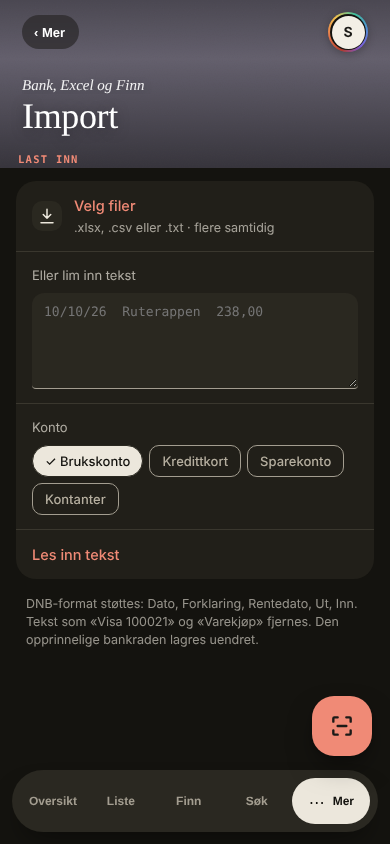 ‹ Mer
S
Bank, Excel og Finn
Import
LAST INN
Velg filer
.xlsx, .csv eller .txt · flere samtidig
Eller lim inn tekst
10/10/26  Ruterappen  238,00
Konto
✓ Brukskonto
Kredittkort
Sparekonto
Kontanter
Les inn tekst
DNB-format støttes: Dato, Forklaring, Rentedato, Ut, Inn.
Tekst som «Visa 100021» og «Varekjøp» fjernes. Den
opprinnelige bankraden lagres uendret.
Oversikt
Liste
Finn
Søk
... Mer